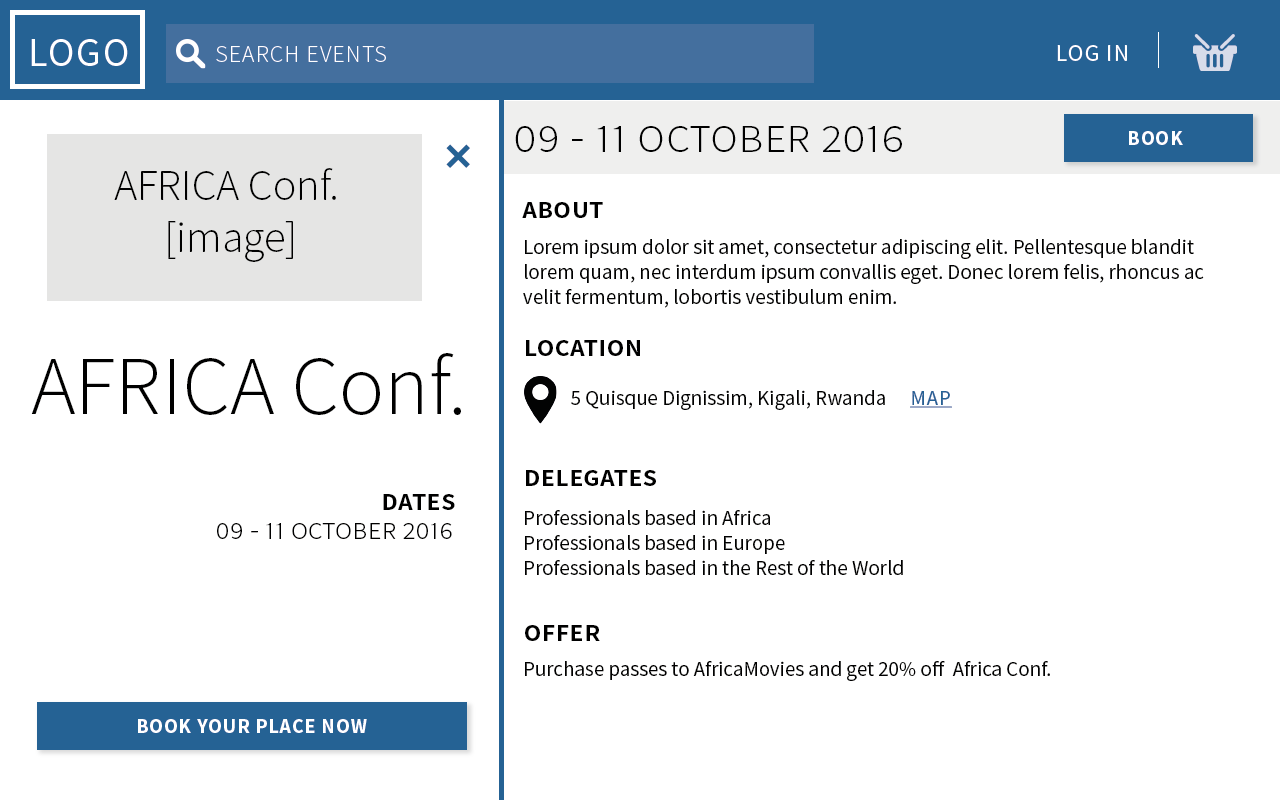 LOGO
SEARCH EVENTS
LOG IN
AFRICA Conf.
[image]
AFRICA Conf.
DATES
09 - 11 OCTOBER 2016
BOOK YOUR PLACE NOW
09 - 11 OCTOBER 2016
BOOK
ABOUT
Lorem ipsum dolor sit amet, consectetur adipiscing elit. Pellentesque blandit
lorem quam, nec interdum ipsum convallis eget. Donec lorem felis, rhoncus ac
velit fermentum, lobortis vestibulum enim.
LOCATION
5 Quisque Dignissim, Kigali, Rwanda MAP
DELEGATES
Professionals based in Africa
Professionals based in Europe
Professionals based in the Rest of the World
OFFER
Purchase passes to AfricaMovies and get 20% off  Africa Conf.